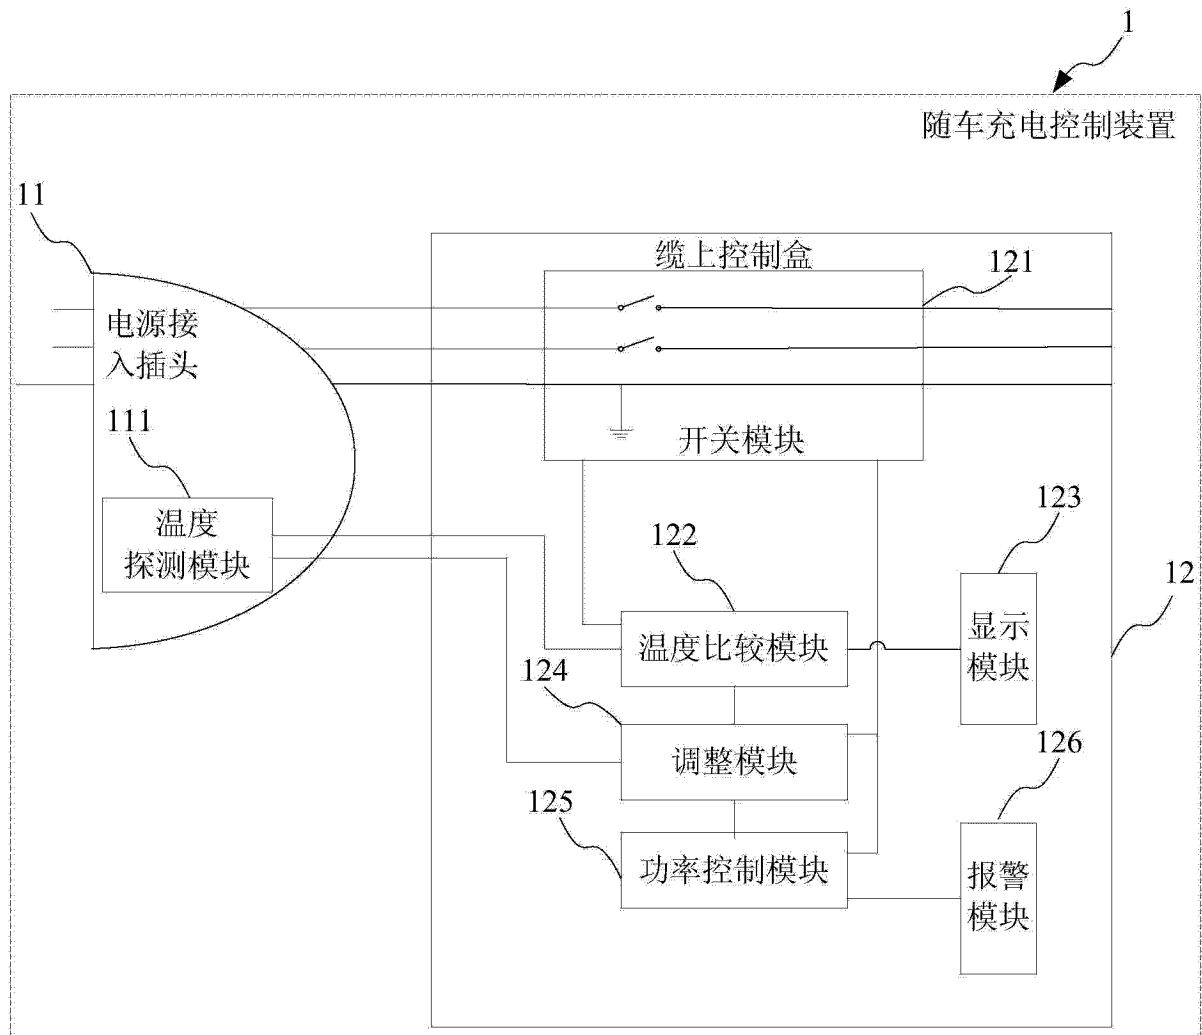 1
随车充电控制装置
11
缆上控制盒
121
电源接
入插头
开关模块
111
温度
探测模块
122
123
12
温度比较模块
显示
模块
124
调整模块
126
125
功率控制模块
报警
模块